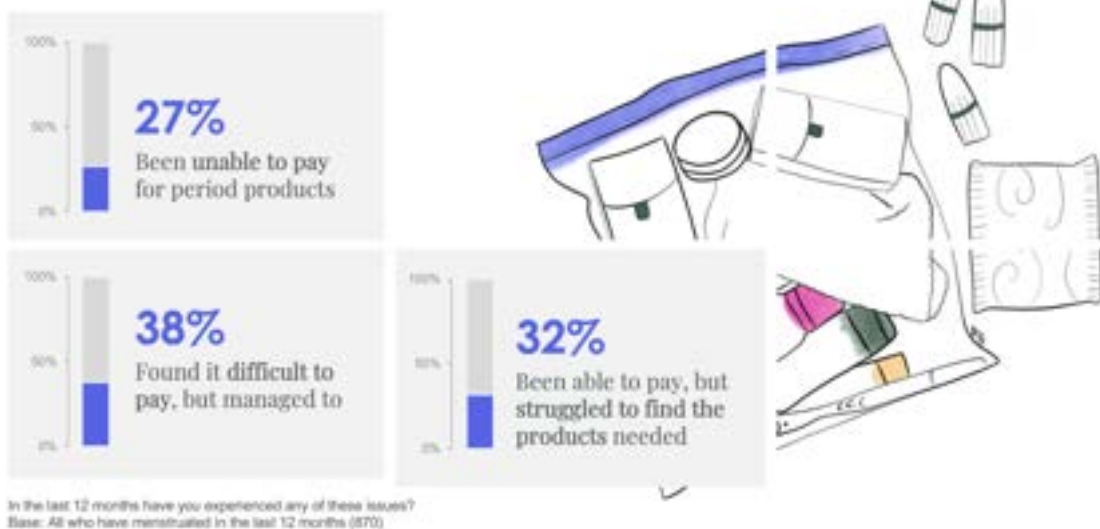 100%
50%
0%
27%
Been unable to pay
for period products
100%
50%
0%
38%
Found it difficult to
pay, but managed to
100%
50%
0%
32%
Been able to pay, but
struggled to find the
products needed
In the last 12 months have you experienced any of these issues?
Base: All who have menstruated in the last 12 months (870)